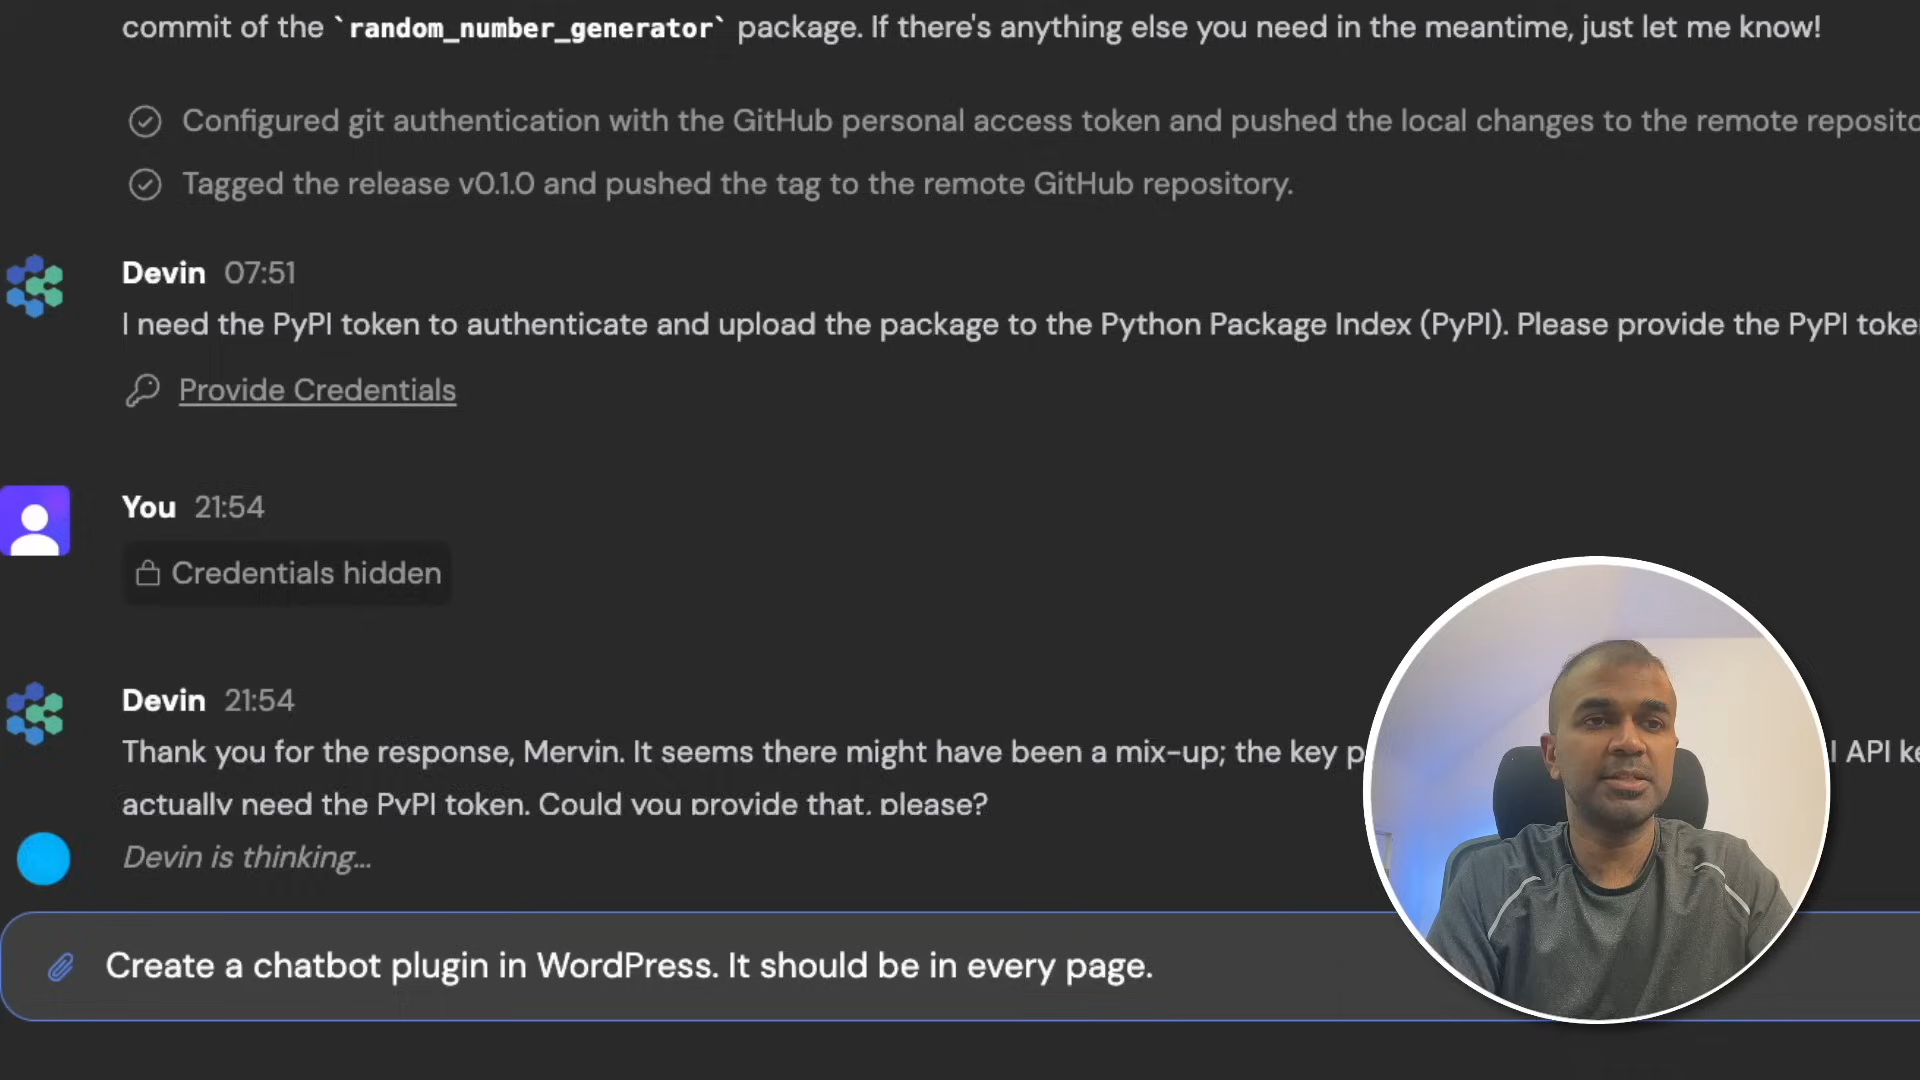 commit of the `random_number_generator` package. If there's anything else you need in the meantime, just let me know!
Configured git authentication with the GitHub personal access token and pushed the local changes to the remote
Tagged the release v0.1.0 and pushed the tag to the remote GitHub repository.
Devin 07:51
I need the PyPI token to authenticate and upload the package to the Python Package Index (PyPI). Please provide the PyPI
Provide Credentials
You 21:54
Credentials hidden
Devin 21:54
Thank you for the response, Mervin. It seems there might have been a mix-up; the key API
actually need the PyPI token. Could you provide that, please?
Devin is thinking...
Create a chatbot plugin in WordPress. It should be in every page.